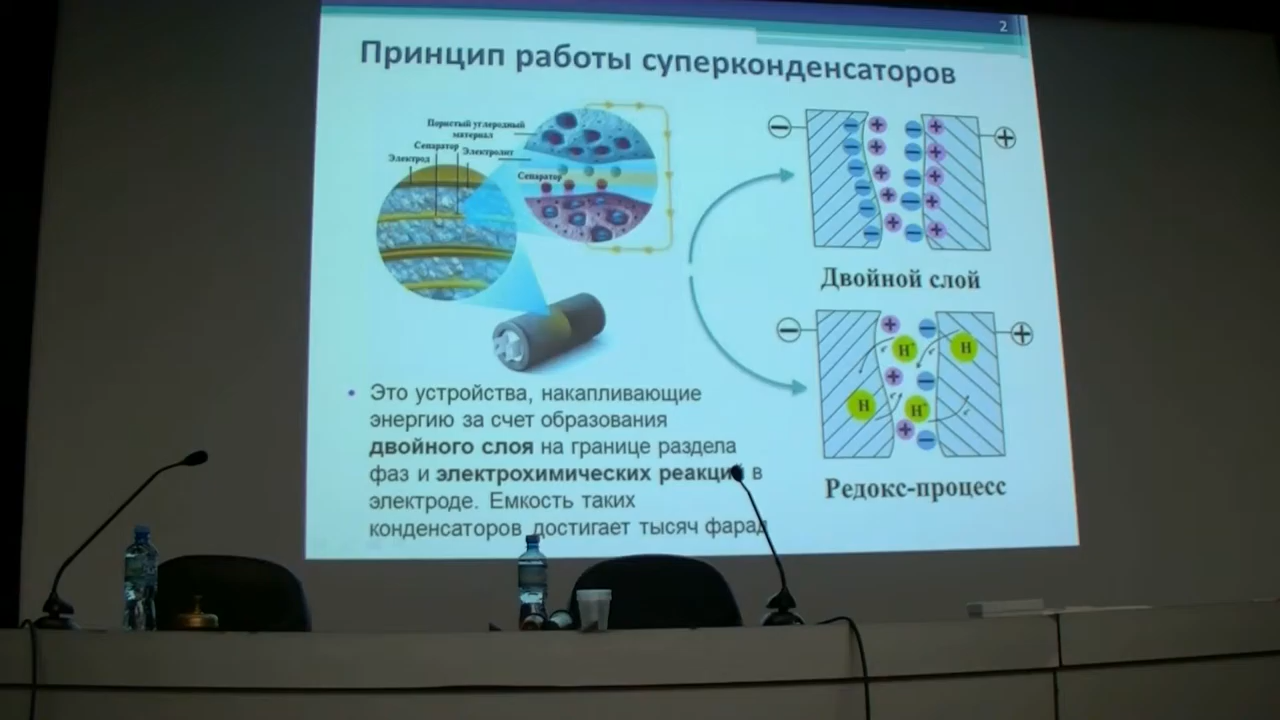 2
Принцип работы суперконденсаторов
Пористый углеродный
материал
Сепаратор
Электролит
Электрод
Сепаратор
Двойной слой
H⁺
H
H
H⁺
Редокс-процесс
• Это устройства, накапливающие
энергию за счет образования
двойного слоя на границе раздела
фаз и электрохимических реакций в
электроде. Емкость таких
конденсаторов достигает тысяч фарад